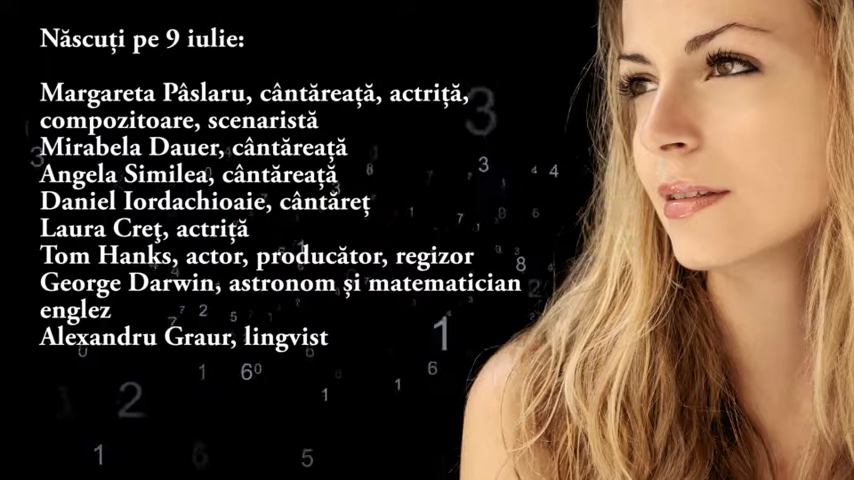 Născuți pe 9 iulie:
Margareta Pâslaru, cântăreață, actriță,
compozitoare, scenaristă
Mirabela Dauer, cântăreață
Angela Similea, cântăreață
Daniel Iordachioaie, cântăreț
Laura Creţ, actriță
Tom Hanks, actor, producător, regizor
George Darwin, astronom și matematician
englez
Alexandru Graur, lingvist